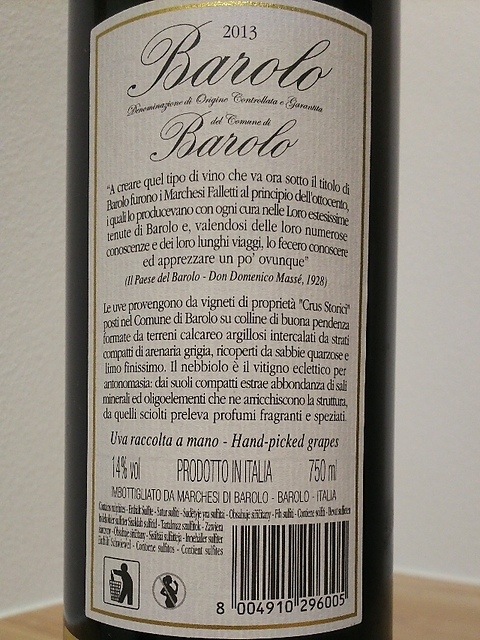 2013
Barolo
Denominazione di Origine Controllata e Garantita
del Comune di
Barolo
"A creare quel tipo di vino che va ora sotto il titolo di
Barolo furono i Marchesi Falletti al principio dell'ottocento,
i quali lo producevano con ogni cura nelle Loro estesissime
tenute di Barolo e, valendosi delle loro numerose
conoscenze e dei loro lunghi viaggi, lo fecero conoscere
ed apprezzare un po' ovunque"
(Il Paese del Barolo - Don Domenico Massé, 1928)
Le uve provengono da vigneti di proprietà "Crus Storici"
posti nel Comune di Barolo su colline di buona pendenza
formate da terreni calcareo argillosi intercalati da strati
compatti di arenaria grigia, ricoperti da sabbie quarzose e
limo finissimo. Il nebbiolo è il vitigno eclettico per
antonomasia: dai suoli compatti estrae abbondanza di sali
minerali ed oligoelementi che ne arricchiscono la struttura,
da quelli sciolti preleva profumi fragranti e speziati.
Uva raccolta a mano - Hand-picked grapes
14% vol PRODOTTO IN ITALIA 750 ml
IMBOTTIGLIATO DA MARCHESI DI BAROLO - BAROLO - ITALIA
Contains sulphites - Enthält Sulfite -
- Contiene sulfitos - Contient sulfites
8 004910 296005